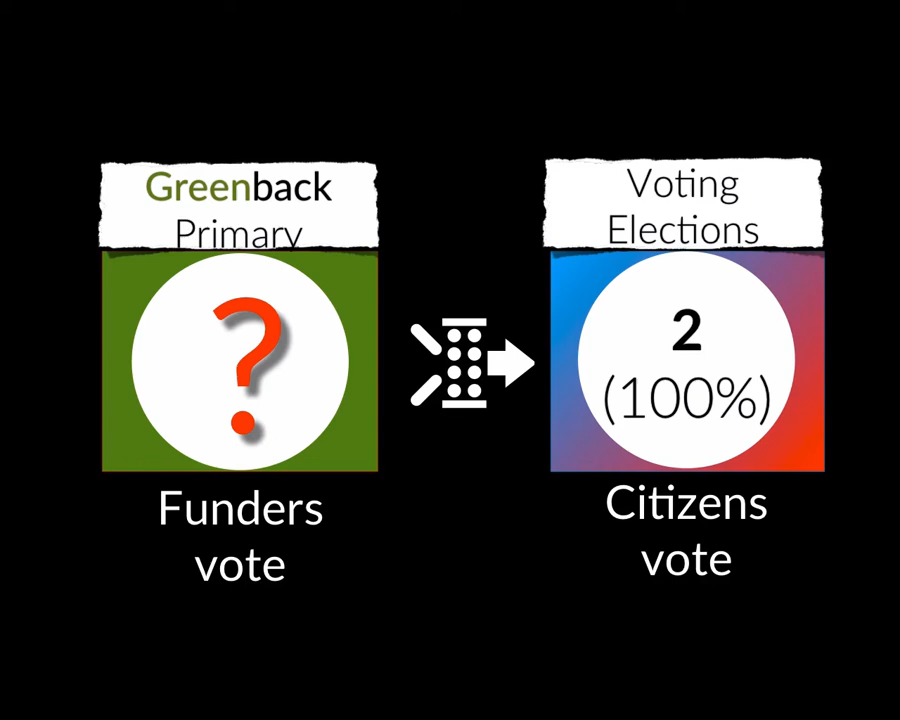 Greenback
Primary
?
Funders
vote
Voting
Elections
2
(100%)
Citizens
vote